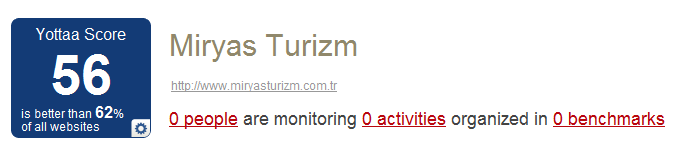 Yottaa Score
56
is better than 62%
of all websites
Miryas Turizm
http://www.miryasturizm.com.tr
0 people are monitoring 0 activities organized in 0 benchmarks